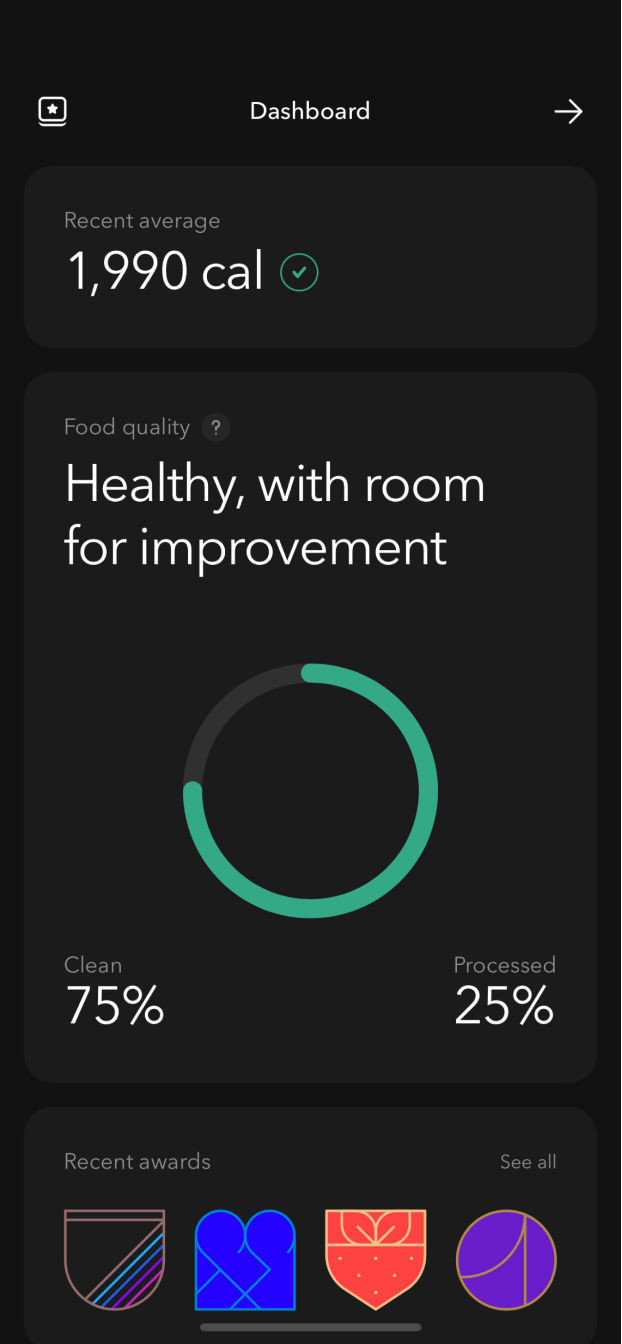 Dashboard
Recent average
1,990 cal
Food quality ?
Healthy, with room
for improvement
Clean
75%
Processed
25%
Recent awards
See all